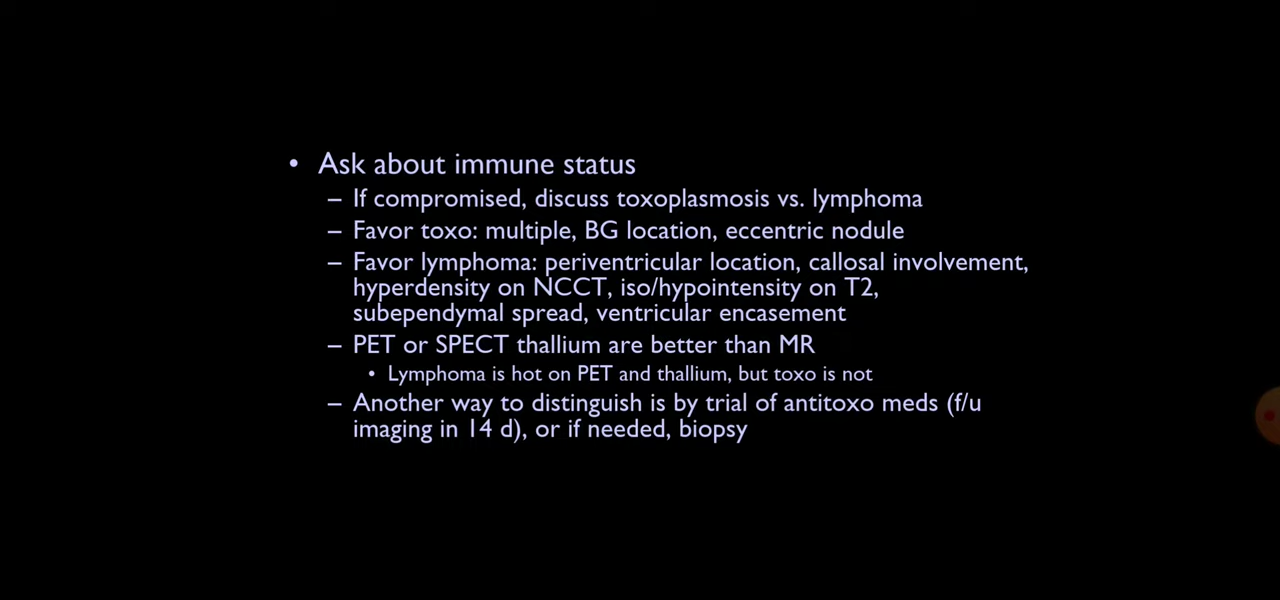 • Ask about immune status
– If compromised, discuss toxoplasmosis vs. lymphoma
– Favor toxo: multiple, BG location, eccentric nodule
– Favor lymphoma: periventricular location, callosal involvement,
hyperdensity on NCCT, iso/hypointensity on T2,
subependymal spread, ventricular encasement
– PET or SPECT thallium are better than MR
• Lymphoma is hot on PET and thallium, but toxo is not
– Another way to distinguish is by trial of antitoxo meds (f/u
imaging in 14 d), or if needed, biopsy